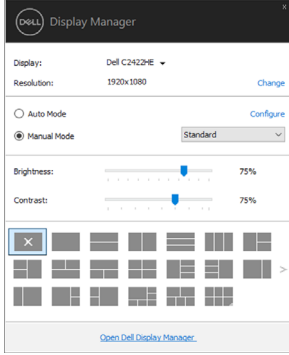 DELL Display Manager
x
Display: Dell C2422HE
Resolution: 1920x1080 Change
Auto Mode Configure
Manual Mode Standard
Brightness: 75%
Contrast: 75%
Open Dell Display Manager